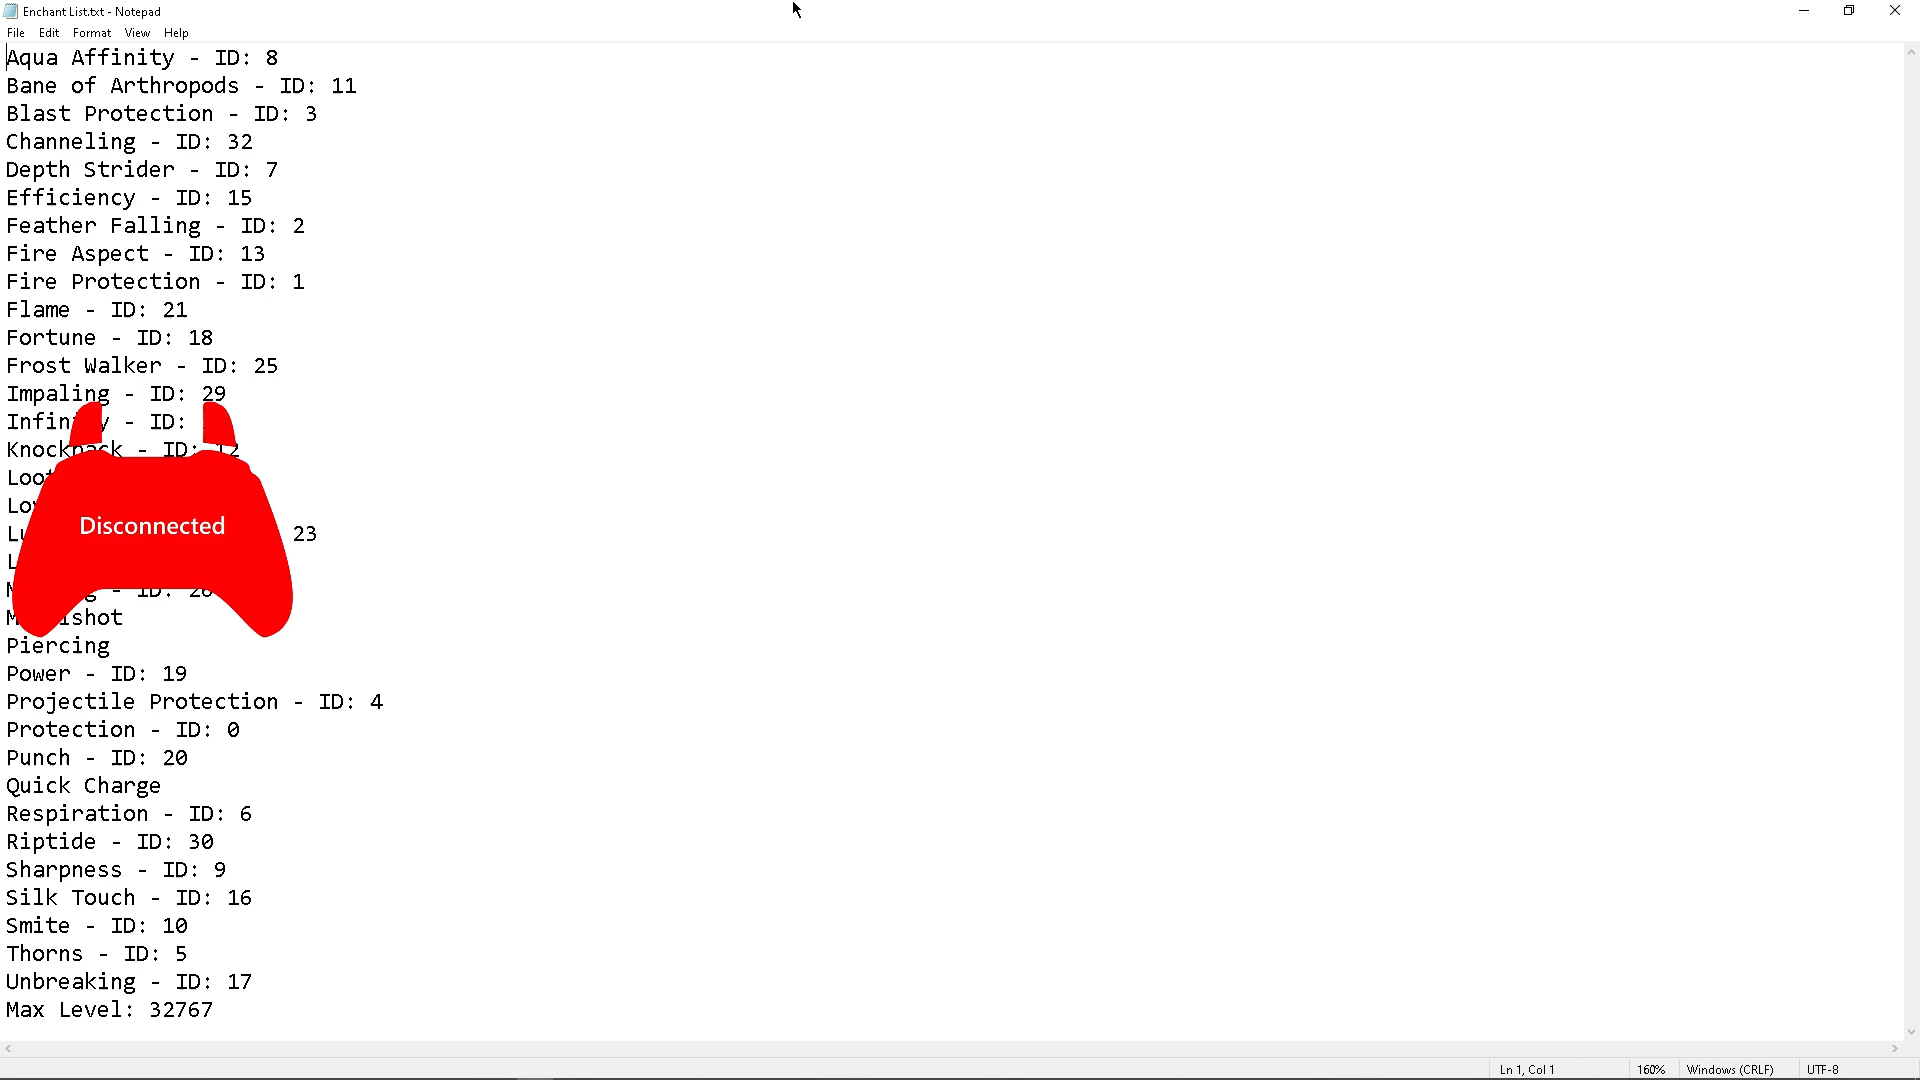 Enchant List.txt - Notepad
File Edit Format View Help
Aqua Affinity - ID: 8
Bane of Arthropods - ID: 11
Blast Protection - ID: 3
Channeling - ID: 32
Depth Strider - ID: 7
Efficiency - ID: 15
Feather Falling - ID: 2
Fire Aspect - ID: 13
Fire Protection - ID: 1
Flame - ID: 21
Fortune - ID: 18
Frost Walker - ID: 25
Impaling - ID: 29
- ID:
- ID: 12
Disconnected
23
- ID:
Piercing
Power - ID: 19
Projectile Protection - ID: 4
Protection - ID: 0
Punch - ID: 20
Quick Charge
Respiration - ID: 6
Riptide - ID: 30
Sharpness - ID: 9
Silk Touch - ID: 16
Smite - ID: 10
Thorns - ID: 5
Unbreaking - ID: 17
Max Level: 32767
Ln 1, Col 1 160% Windows (CRLF) UTF-8